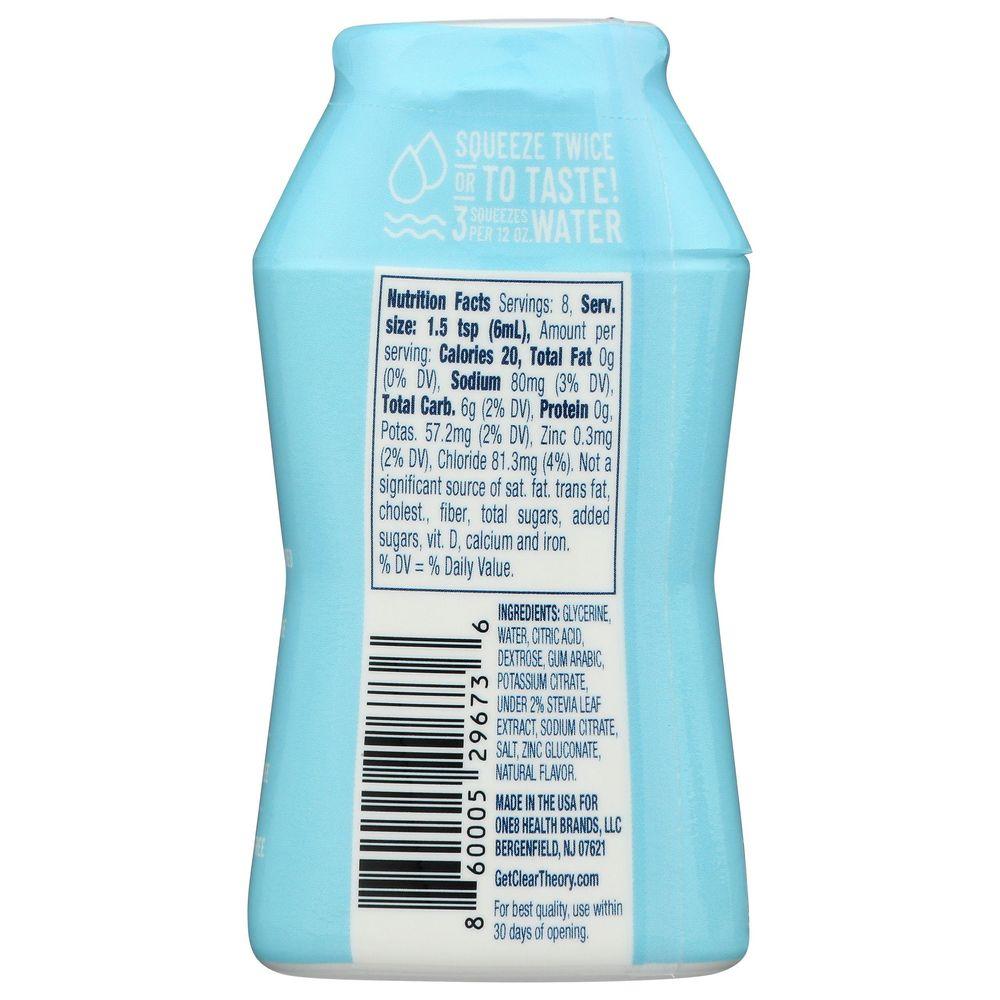 SQUEEZE TWICE
OR TO TASTE!
3 SQUEEZES PER 12 OZ. WATER
Nutrition Facts Servings: 8, Serv.
size: 1.5 tsp (6mL), Amount per
serving: Calories 20, Total Fat 0g
(0% DV), Sodium 80mg (3% DV),
Total Carb. 6g (2% DV), Protein 0g,
Potas. 57.2mg (2% DV), Zinc 0.3mg
(2% DV), Chloride 81.3mg (4%). Not a
significant source of sat. fat. trans fat,
cholest., fiber, total sugars, added
sugars, vit. D, calcium and iron.
% DV = % Daily Value.
INGREDIENTS: GLYCERINE,
WATER, CITRIC ACID,
DEXTROSE, GUM ARABIC,
POTASSIUM CITRATE,
UNDER 2% STEVIA LEAF
EXTRACT, SODIUM CITRATE,
SALT, ZINC GLUCONATE,
NATURAL FLAVOR.
MADE IN THE USA FOR
ONE8 HEALTH BRANDS, LLC
BERGENFIELD, NJ 07621
GetClearTheory.com
For best quality, use within
30 days of opening.
8 60005 29673 6